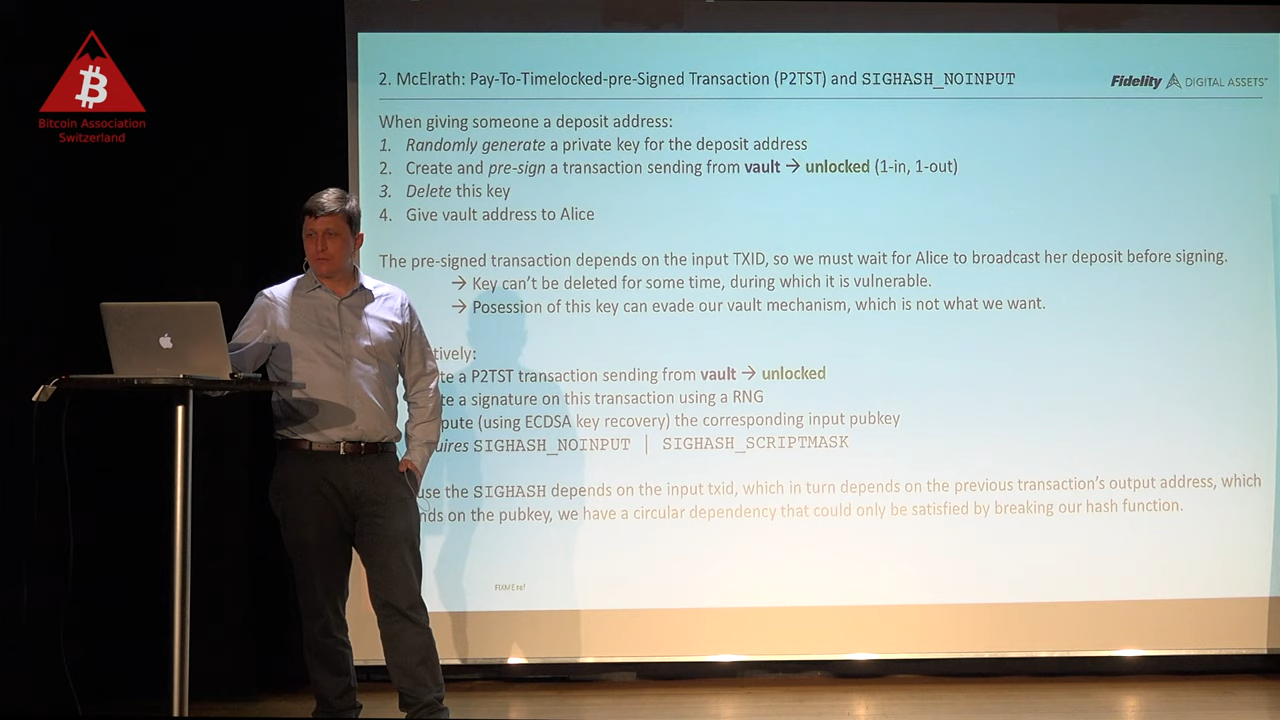 Bitcoin Association
Switzerland
2. McElrath: Pay-To-Timelocked-pre-Signed Transaction (P2TST) and SIGHASH_NOINPUT
Fidelity DIGITAL ASSETS℠
When giving someone a deposit address:
1. Randomly generate a private key for the deposit address
2. Create and pre-sign a transaction sending from vault → unlocked (1-in, 1-out)
3. Delete this key
4. Give vault address to Alice
The pre-signed transaction depends on the input TXID, so we must wait for Alice to broadcast her deposit before signing.
→ Key can't be deleted for some time, during which it is vulnerable.
→ Posession of this key can evade our vault mechanism, which is not what we want.
tively:
te a P2TST transaction sending from vault → unlocked
te a signature on this transaction using a RNG
pute (using ECDSA key recovery) the corresponding input pubkey
uires SIGHASH_NOINPUT | SIGHASH_SCRIPTMASK
use the SIGHASH depends on the input txid, which in turn depends on the previous transaction's output address, which
nds on the pubkey, we have a circular dependency that could only be satisfied by breaking our hash function.
FIXME ref